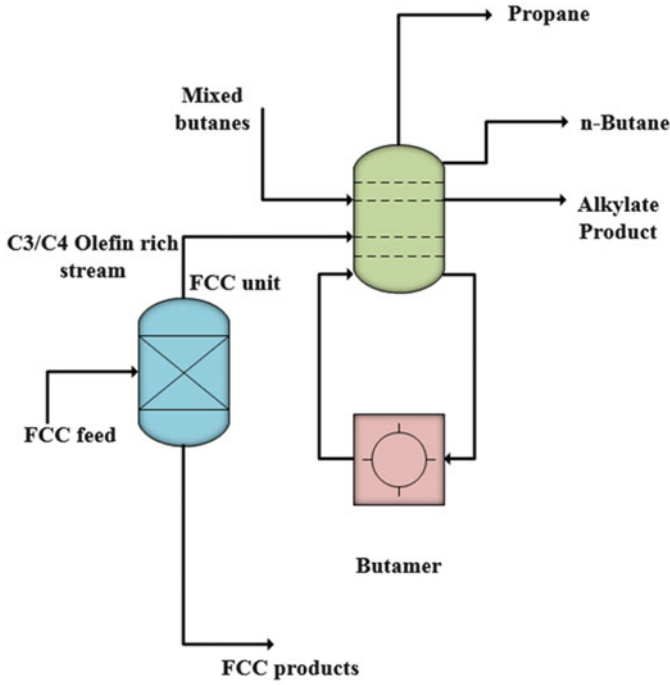 Propane
Mixed
butanes
n-Butane
Alkylate
Product
C3/C4 Olefin rich
stream
FCC unit
FCC feed
Butamer
FCC products